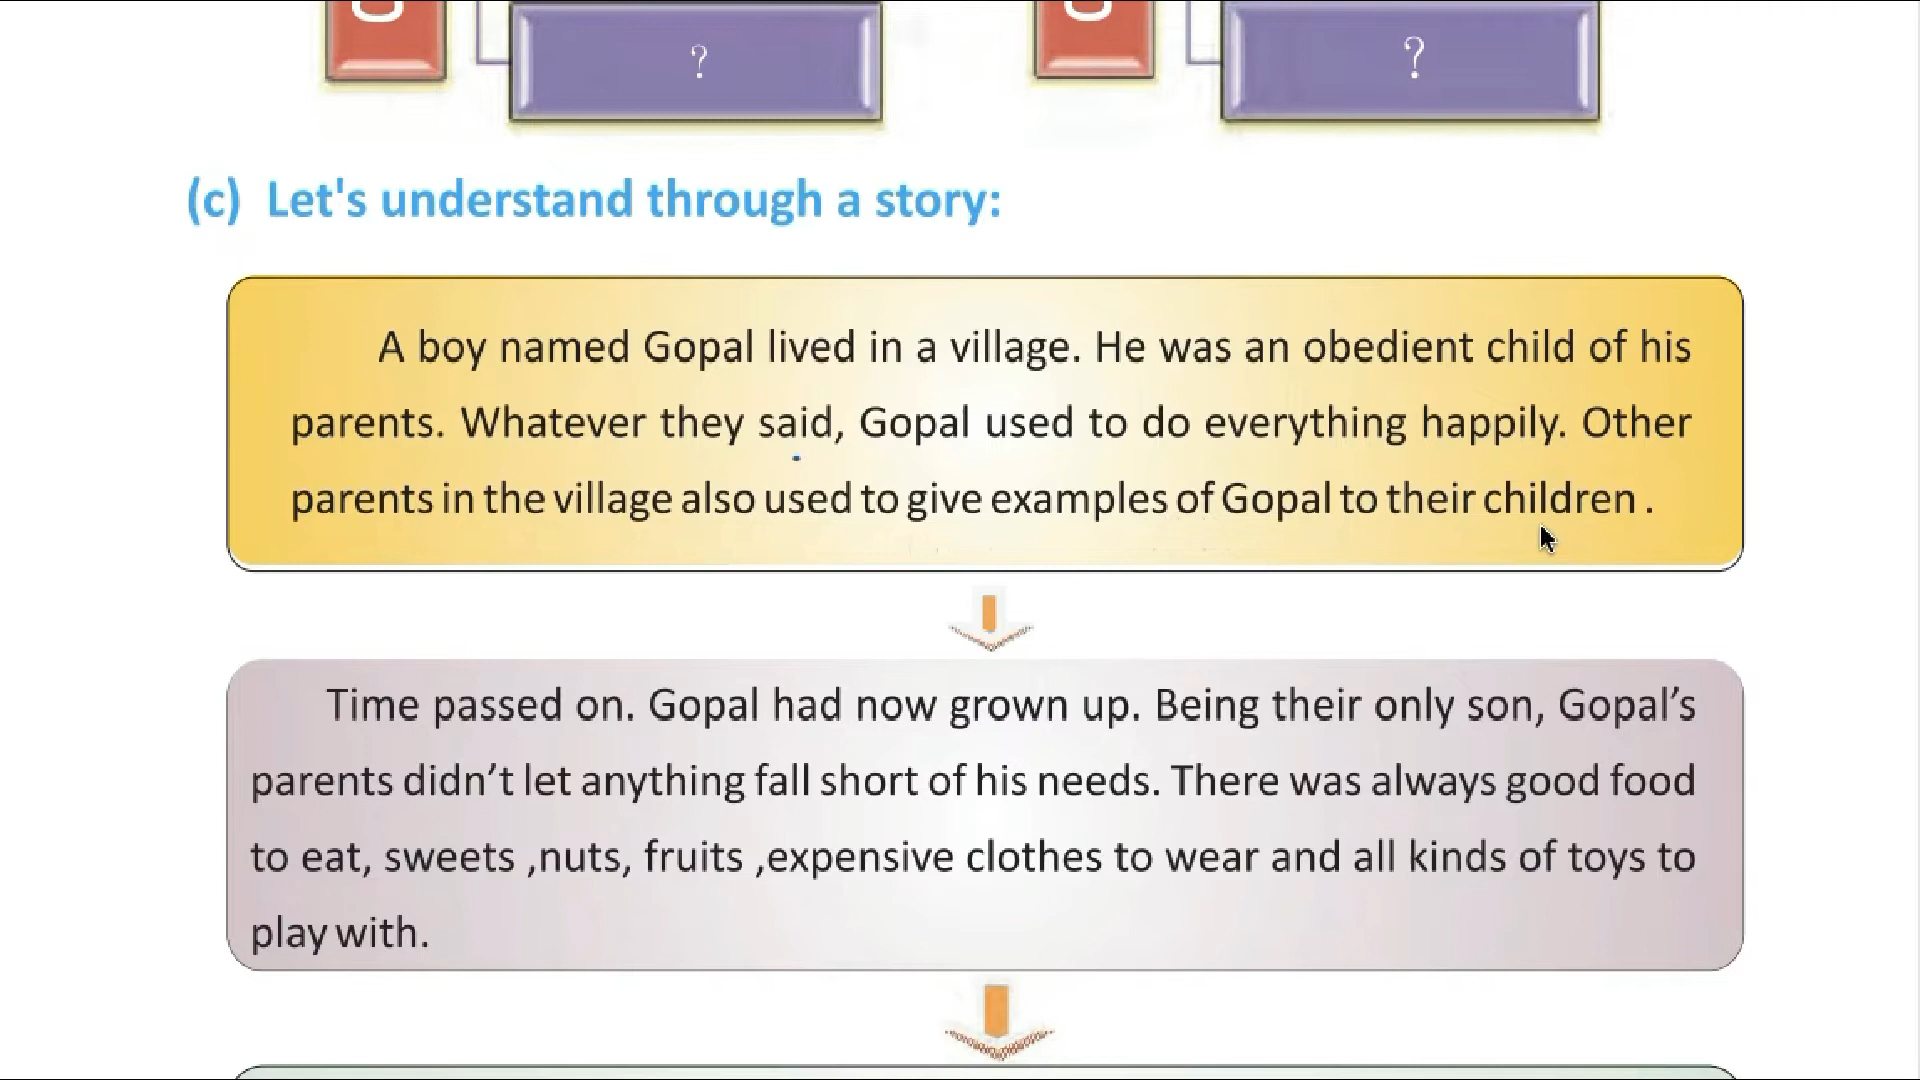 ?
?
(c) Let's understand through a story:
A boy named Gopal lived in a village. He was an obedient child of his
parents. Whatever they said, Gopal used to do everything happily. Other
parents in the village also used to give examples of Gopal to their children .
Time passed on. Gopal had now grown up. Being their only son, Gopal’s
parents didn’t let anything fall short of his needs. There was always good food
to eat, sweets ,nuts, fruits ,expensive clothes to wear and all kinds of toys to
play with.